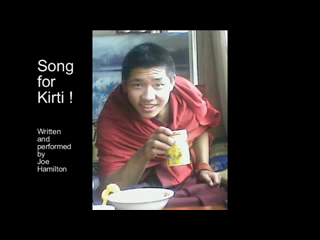 Song
for
Kirti !
Written
and
performed
by
Joe
Hamilton